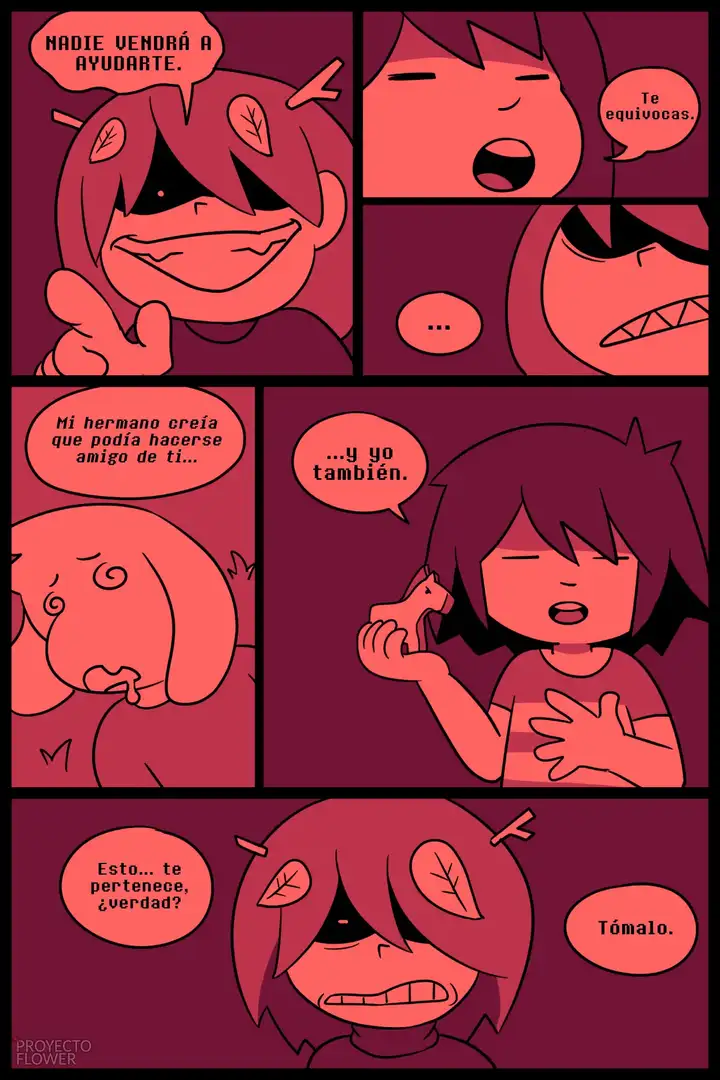 NADIE VENDRÁ A
AYUDARTE.
Te
equivocas.
...
Mi hermano creía
que podía hacerse
amigo de ti...
...y yo
también.
Esto... te
pertenece,
¿verdad?
Tómalo.
PROYECTO
FLOWER